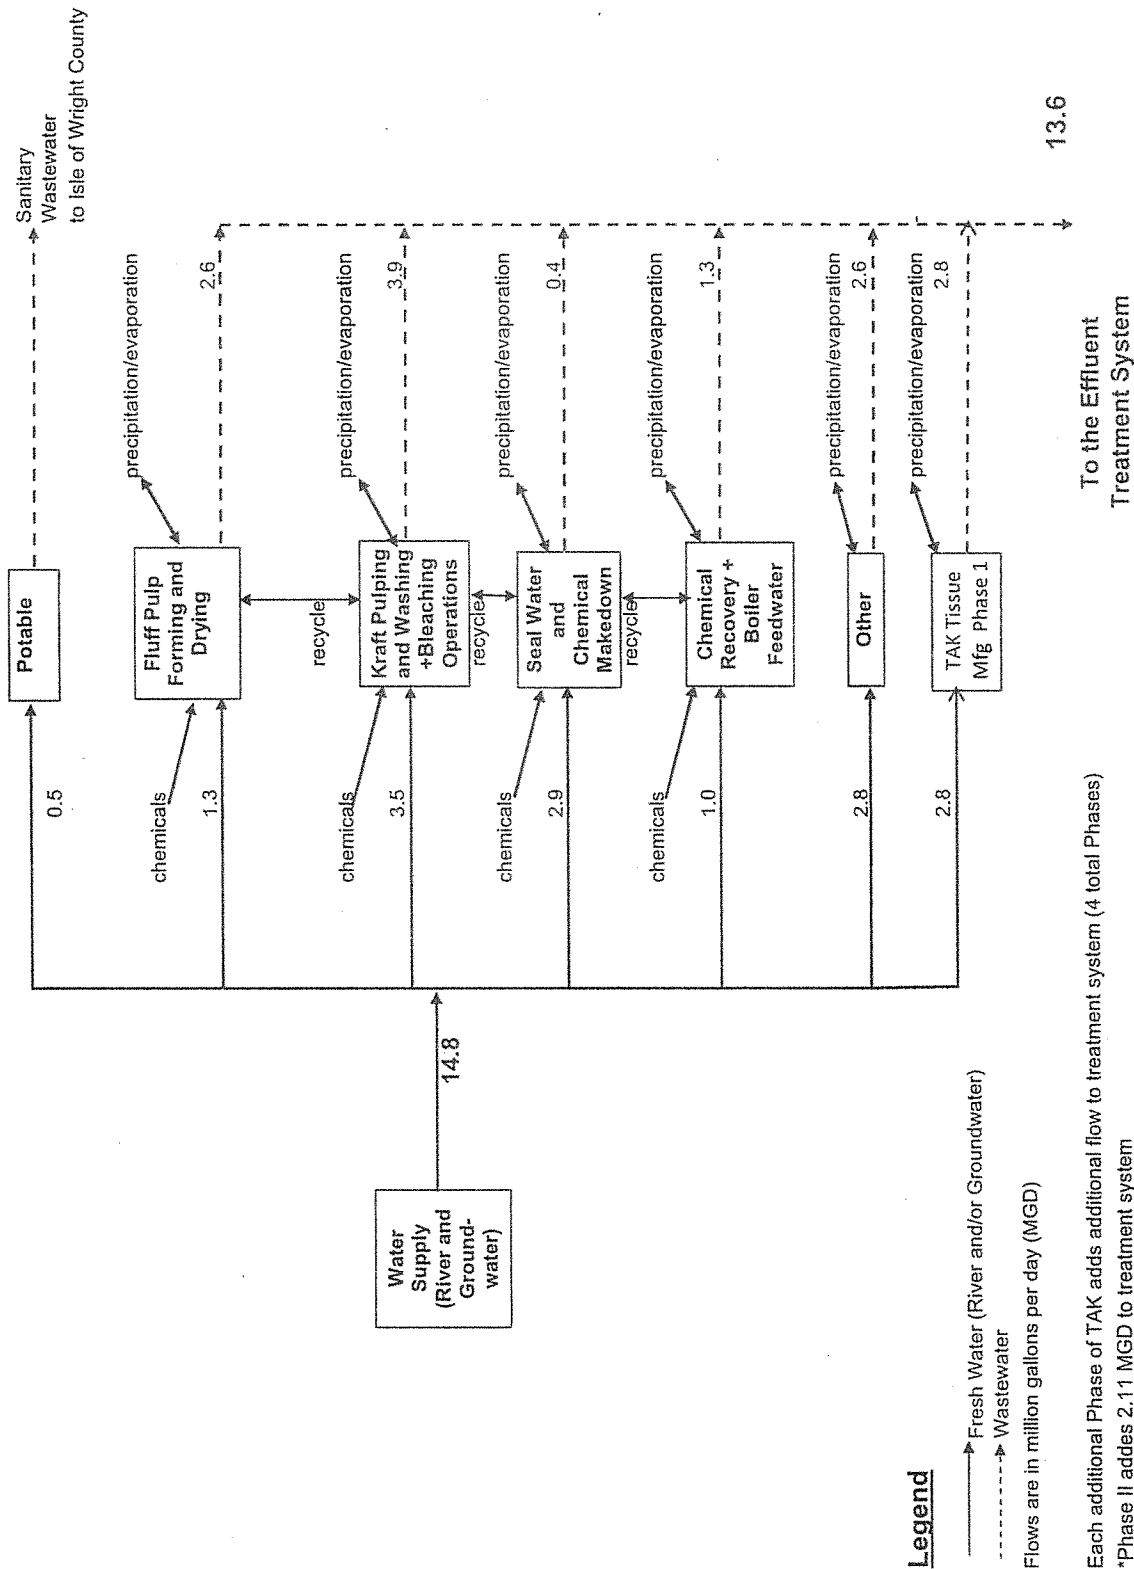 Potable
Sanitary
Wastewater
to Isle of Wright County
0.5
Fluff Pulp
Forming and
Drying
precipitation/evaporation
chemicals
1.3
2.6
recycle
Kraft Pulping
and Washing
+Bleaching
Operations
precipitation/evaporation
chemicals
3.5
3.9
recycle
Seal Water
and
Chemical
Makedown
precipitation/evaporation
chemicals
2.9
0.4
recycle
Chemical
Recovery +
Boiler
Feedwater
precipitation/evaporation
chemicals
1.0
1.3
Other
precipitation/evaporation
2.8
2.6
TAK Tissue
Mfg Phase 1
precipitation/evaporation
2.8
2.8
Water
Supply
(River and
Ground-
water)
14.8
13.6
To the Effluent
Treatment System
Legend
Fresh Water (River and/or Groundwater)
Wastewater
Flows are in million gallons per day (MGD)
Each additional Phase of TAK adds additional flow to treatment system (4 total Phases)
*Phase II addes 2.11 MGD to treatment system